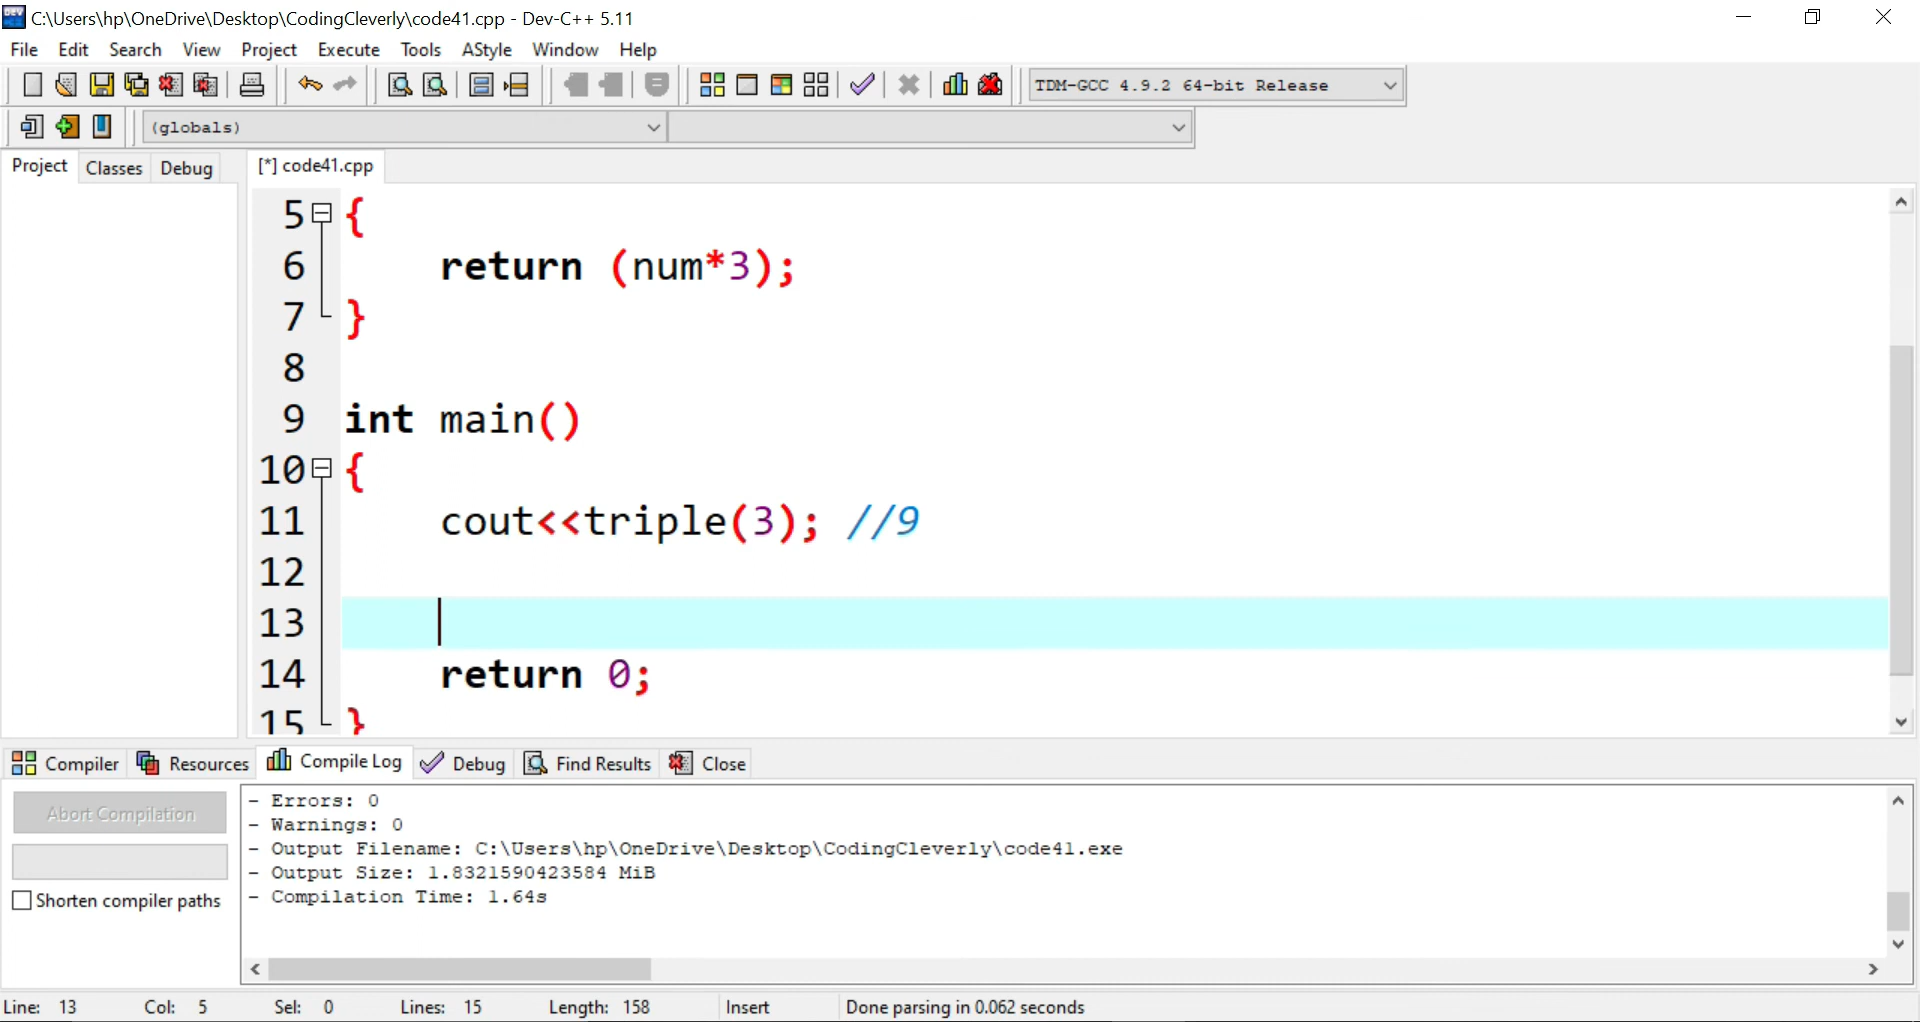 C:\Users\hp\OneDrive\Desktop\CodingCleverly\code41.cpp - Dev-C++ 5.11
File Edit Search View Project Execute Tools AStyle Window Help
TDM-GCC 4.9.2 64-bit Release
(globals)
Project Classes Debug [*] code41.cpp
5 {
6 return (num*3);
7 }
8
9 int main()
10 {
11 cout<<triple(3); //9
12
13
14 return 0;
15 }
Compiler Resources Compile Log Debug Find Results Close
Abort Compilation
Shorten compiler paths
- Errors: 0
- Warnings: 0
- Output Filename: C:\Users\hp\OneDrive\Desktop\CodingCleverly\code41.exe
- Output Size: 1.8321590423584 MiB
- Compilation Time: 1.64s
Line: 13 Col: 5 Sel: 0 Lines: 15 Length: 158 Insert Done parsing in 0.062 seconds